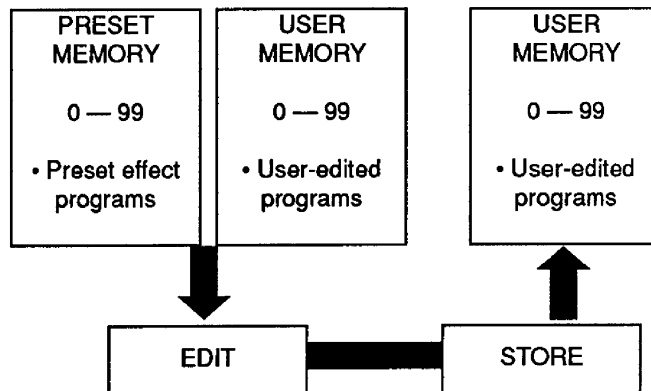 PRESET
MEMORY
0 — 99
• Preset effect
programs
USER
MEMORY
0 — 99
• User-edited
programs
USER
MEMORY
0 — 99
• User-edited
programs
EDIT
STORE